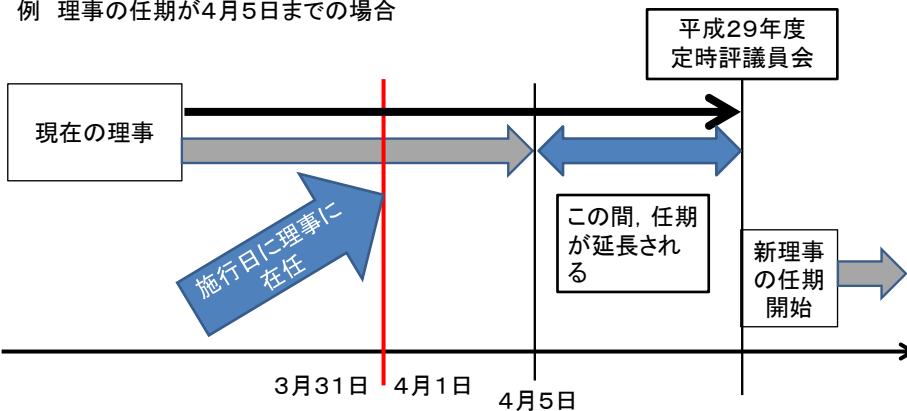 例　理事の任期が４月５日までの場合
平成２９年度
定時評議員会
現在の理事
施行日に理事に
在任
この間，任期
が延長され
る
新理事
の任期
開始
３月３１日
４月１日
４月５日